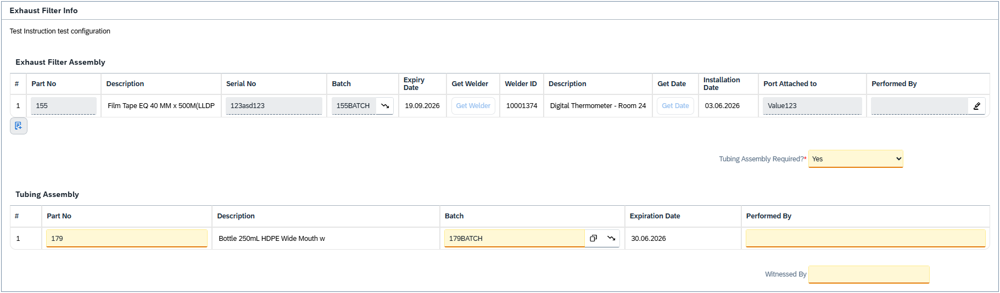 Exhaust Filter Info
Test Instruction test configuration
Exhaust Filter Assembly
# Part No Description Serial No Batch Expiry Date Get Welder Welder ID Description Get Date Installation Date Port Attached to Performed By
1 155 Film Tape EQ 40 MM x 500M(LLDP 123asd123 155BATCH 19.09.2026 Get Welder 10001374 Digital Thermometer - Room 24 Get Date 03.06.2026 Value123
Tubing Assembly Required?* Yes
Tubing Assembly
# Part No Description Batch Expiration Date Performed By
1 179 Bottle 250mL HDPE Wide Mouth w 179BATCH 30.06.2026
Witnessed By